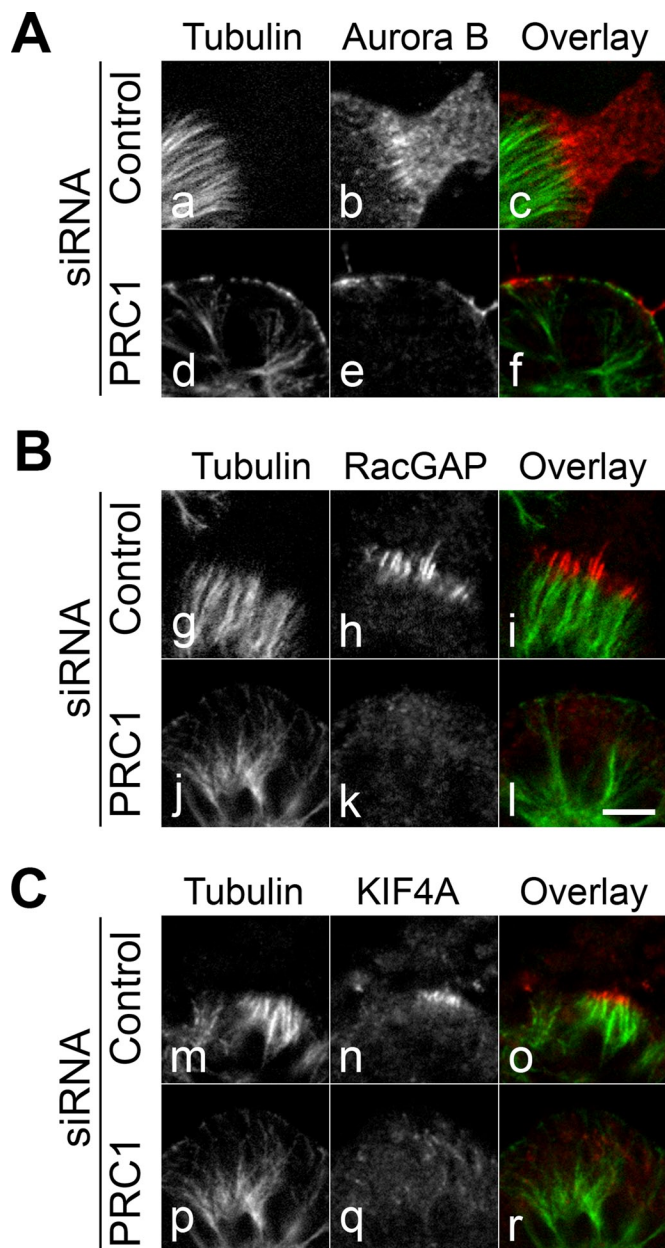 A
Tubulin Aurora B Overlay
siRNA
Control
a b c
PRC1
d e f
B
Tubulin RacGAP Overlay
siRNA
Control
g h i
PRC1
j k l
C
Tubulin KIF4A Overlay
siRNA
Control
m n o
PRC1
p q r